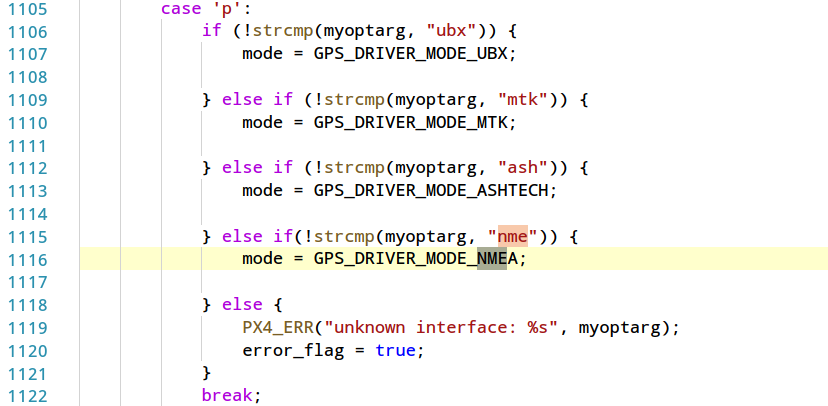 1105 case 'p':
1106 if (!strcmp(myoptarg, "ubx")) {
1107 mode = GPS_DRIVER_MODE_UBX;
1108
1109 } else if (!strcmp(myoptarg, "mtk")) {
1110 mode = GPS_DRIVER_MODE_MTK;
1111
1112 } else if (!strcmp(myoptarg, "ash")) {
1113 mode = GPS_DRIVER_MODE_ASHTECH;
1114
1115 } else if(!strcmp(myoptarg, "nme")) {
1116 mode = GPS_DRIVER_MODE_NMEA;
1117
1118 } else {
1119 PX4_ERR("unknown interface: %s", myoptarg);
1120 error_flag = true;
1121 }
1122 break;